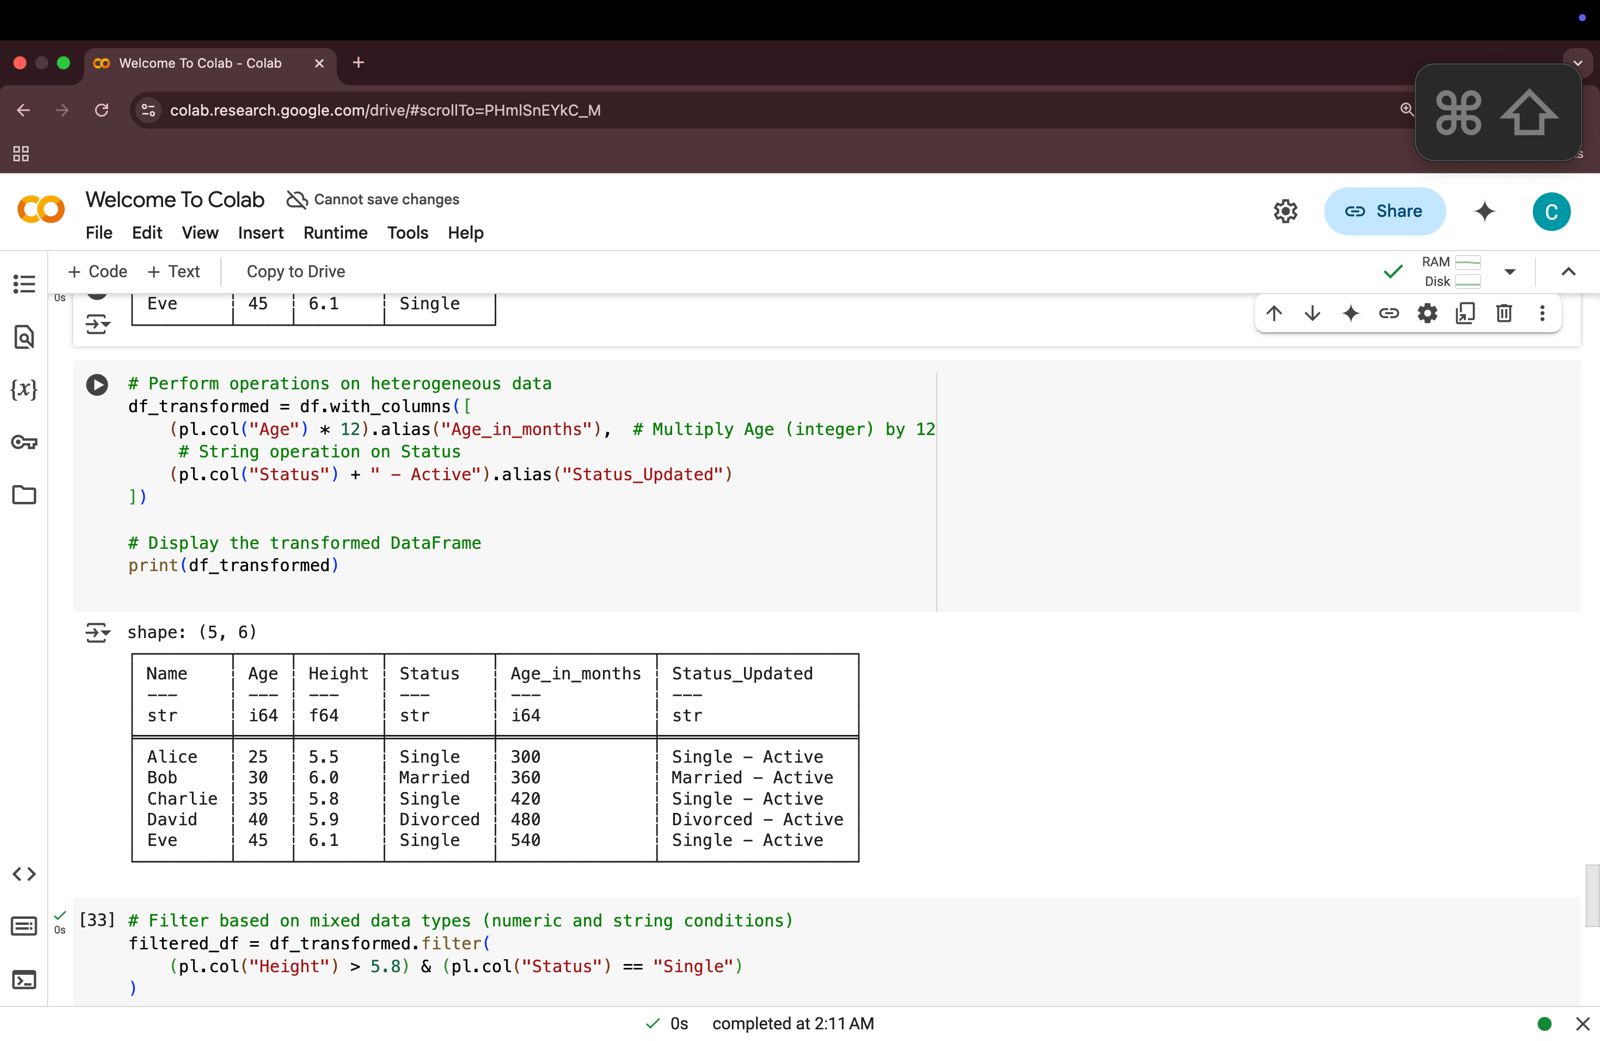 Welcome To Colab - Colab
colab.research.google.com/drive/#scrollTo=PHmlSnEYkC_M
Welcome To Colab Cannot save changes
File Edit View Insert Runtime Tools Help
Share
C
+ Code + Text Copy to Drive
RAM
Disk
0s
Eve 45 6.1 Single
# Perform operations on heterogeneous data
df_transformed = df.with_columns([
(pl.col("Age") * 12).alias("Age_in_months"), # Multiply Age (integer) by 12
# String operation on Status
(pl.col("Status") + " - Active").alias("Status_Updated")
])
# Display the transformed DataFrame
print(df_transformed)
shape: (5, 6)
Name Age Height Status Age_in_months Status_Updated
--- --- --- --- --- ---
str i64 f64 str i64 str
Alice 25 5.5 Single 300 Single - Active
Bob 30 6.0 Married 360 Married - Active
Charlie 35 5.8 Single 420 Single - Active
David 40 5.9 Divorced 480 Divorced - Active
Eve 45 6.1 Single 540 Single - Active
0s
[33] # Filter based on mixed data types (numeric and string conditions)
filtered_df = df_transformed.filter(
(pl.col("Height") > 5.8) & (pl.col("Status") == "Single")
)
0s completed at 2:11 AM